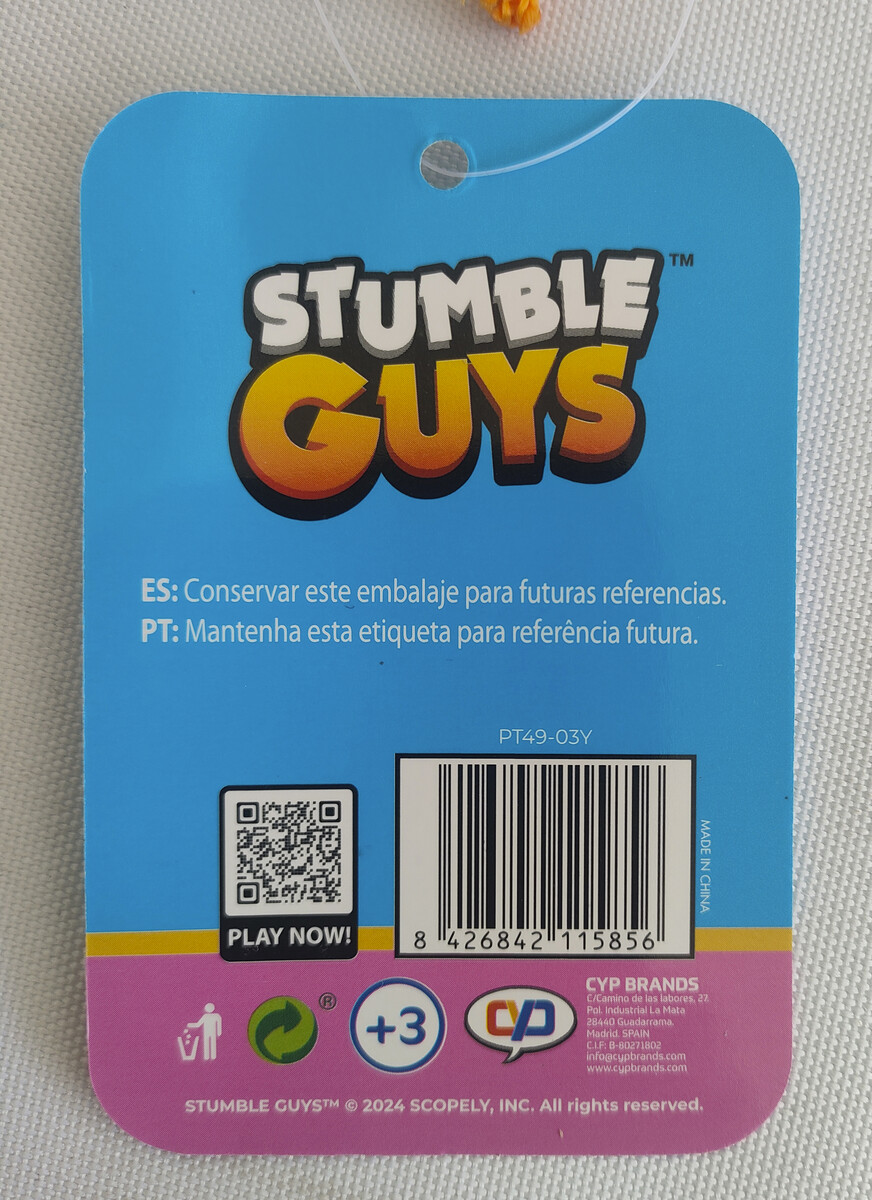 STUMBLE™
GUYS
ES: Conservar este embalaje para futuras referencias.
PT: Mantenha esta etiqueta para referência futura.
PT49-03Y
MADE IN CHINA
8 426842 115856
PLAY NOW!
®
+3
CYP
CYP BRANDS
C/Camino de las labores, 27.
Pol. Industrial La Mata
28440 Guadarrama.
Madrid. SPAIN
C.I.F: B-80271802
info@cypbrands.com
www.cypbrands.com
STUMBLE GUYS™ © 2024 SCOPELY, INC. All rights reserved.